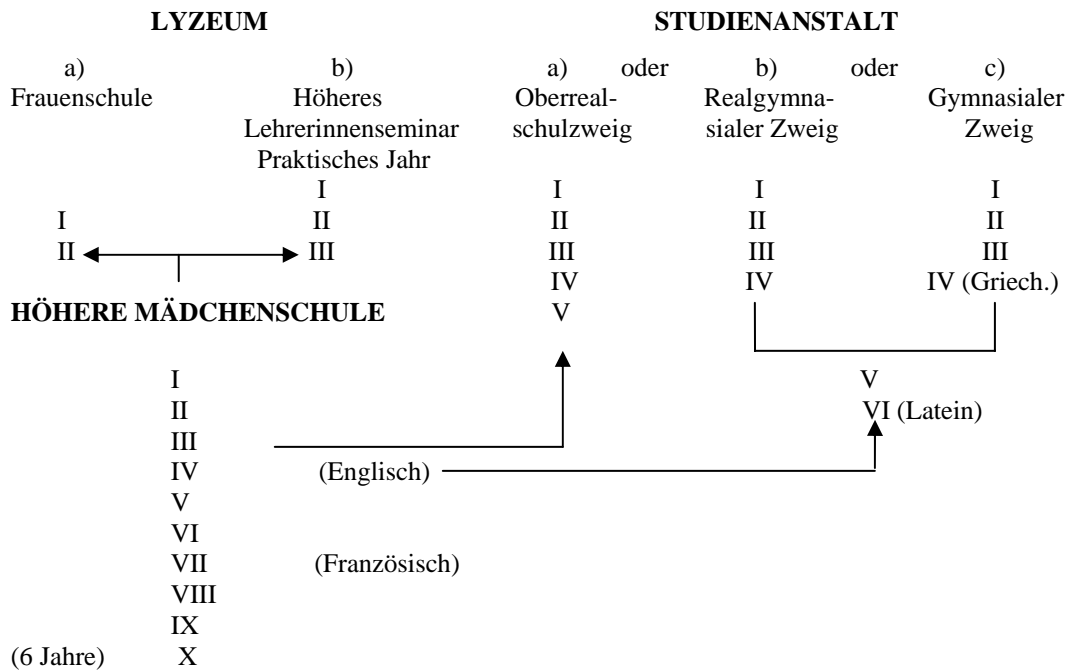 LYZEUM STUDIENANSTALT
a) b) a) oder b) oder c)
Frauenschule Höheres Oberreal- Realgymna- Gymnasialer
Lehrerinnenseminar schulzweig sialer Zweig Zweig
Praktisches Jahr
I I I I
I II II II II
II III III III III
IV IV IV (Griech.)
HÖHERE MÄDCHENSCHULE V
I V
II VI (Latein)
III
IV (Englisch)
V
VI
VII (Französisch)
VIII
IX
(6 Jahre) X